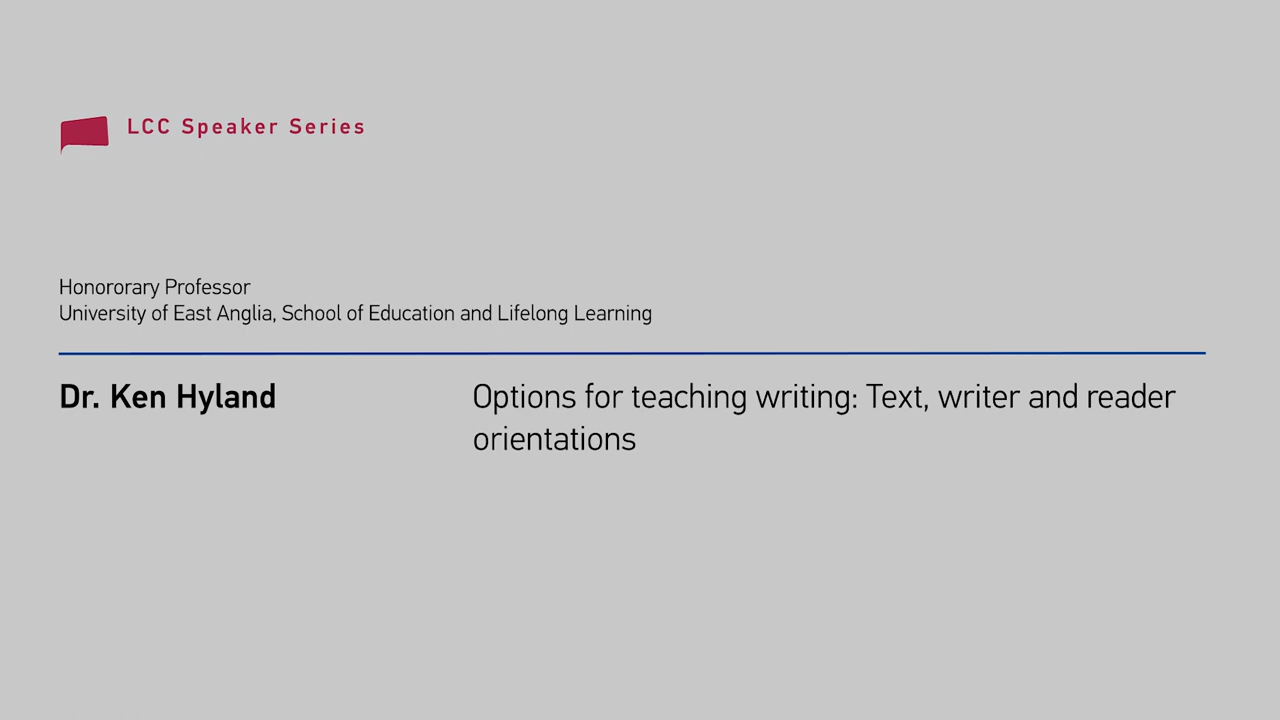 LCC Speaker Series
Honororary Professor
University of East Anglia, School of Education and Lifelong Learning
Dr. Ken Hyland
Options for teaching writing: Text, writer and reader
orientations